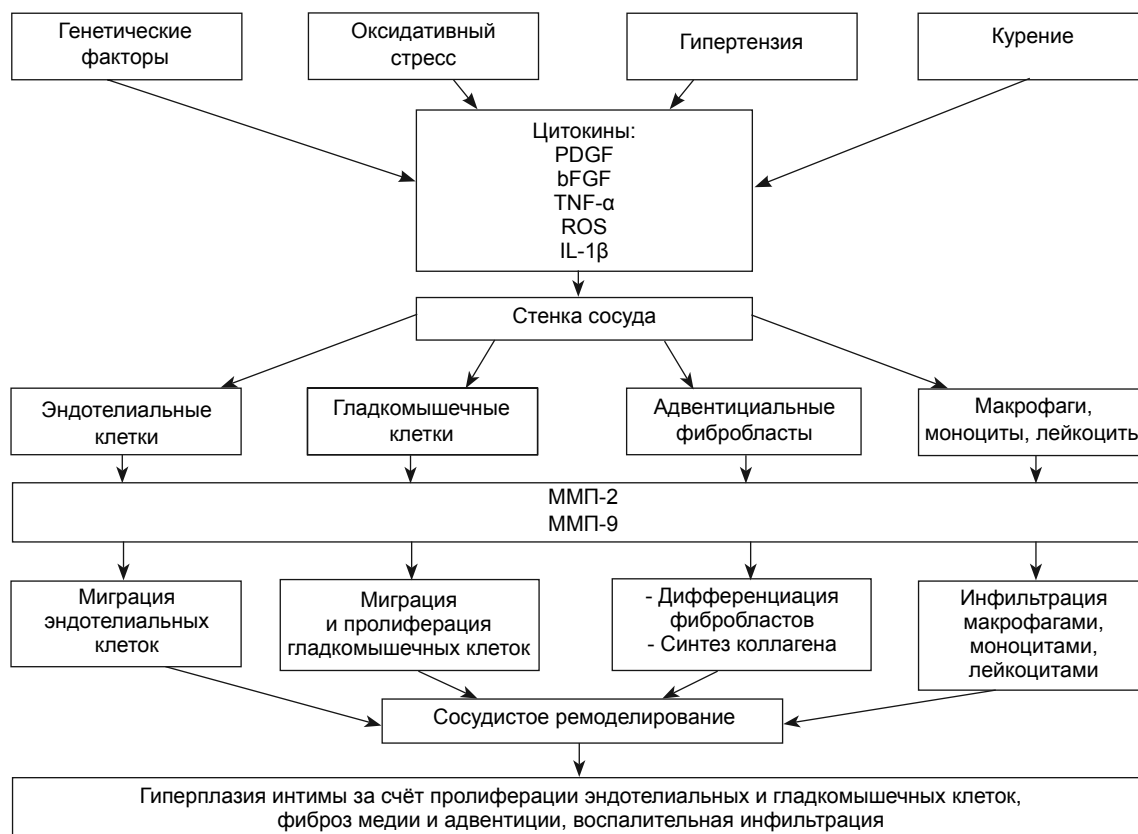 Генетические
факторы
Оксидативный
стресс
Гипертензия
Курение
Цитокины:
PDGF
bFGF
TNF-α
ROS
IL-1β
Стенка сосуда
Эндотелиальные
клетки
Гладкомышечные
клетки
Адвентициальные
фибробласты
Макрофаги,
моноциты, лейкоциты
ММП-2
ММП-9
Миграция
эндотелиальных
клеток
Миграция
и пролиферация
гладкомышечных клеток
- Дифференциация
фибробластов
- Синтез коллагена
Инфильтрация
макрофагами,
моноцитами,
лейкоцитами
Сосудистое ремоделирование
Гиперплазия интимы за счёт пролиферации эндотелиальных и гладкомышечных клеток,
фиброз медии и адвентиции, воспалительная инфильтрация